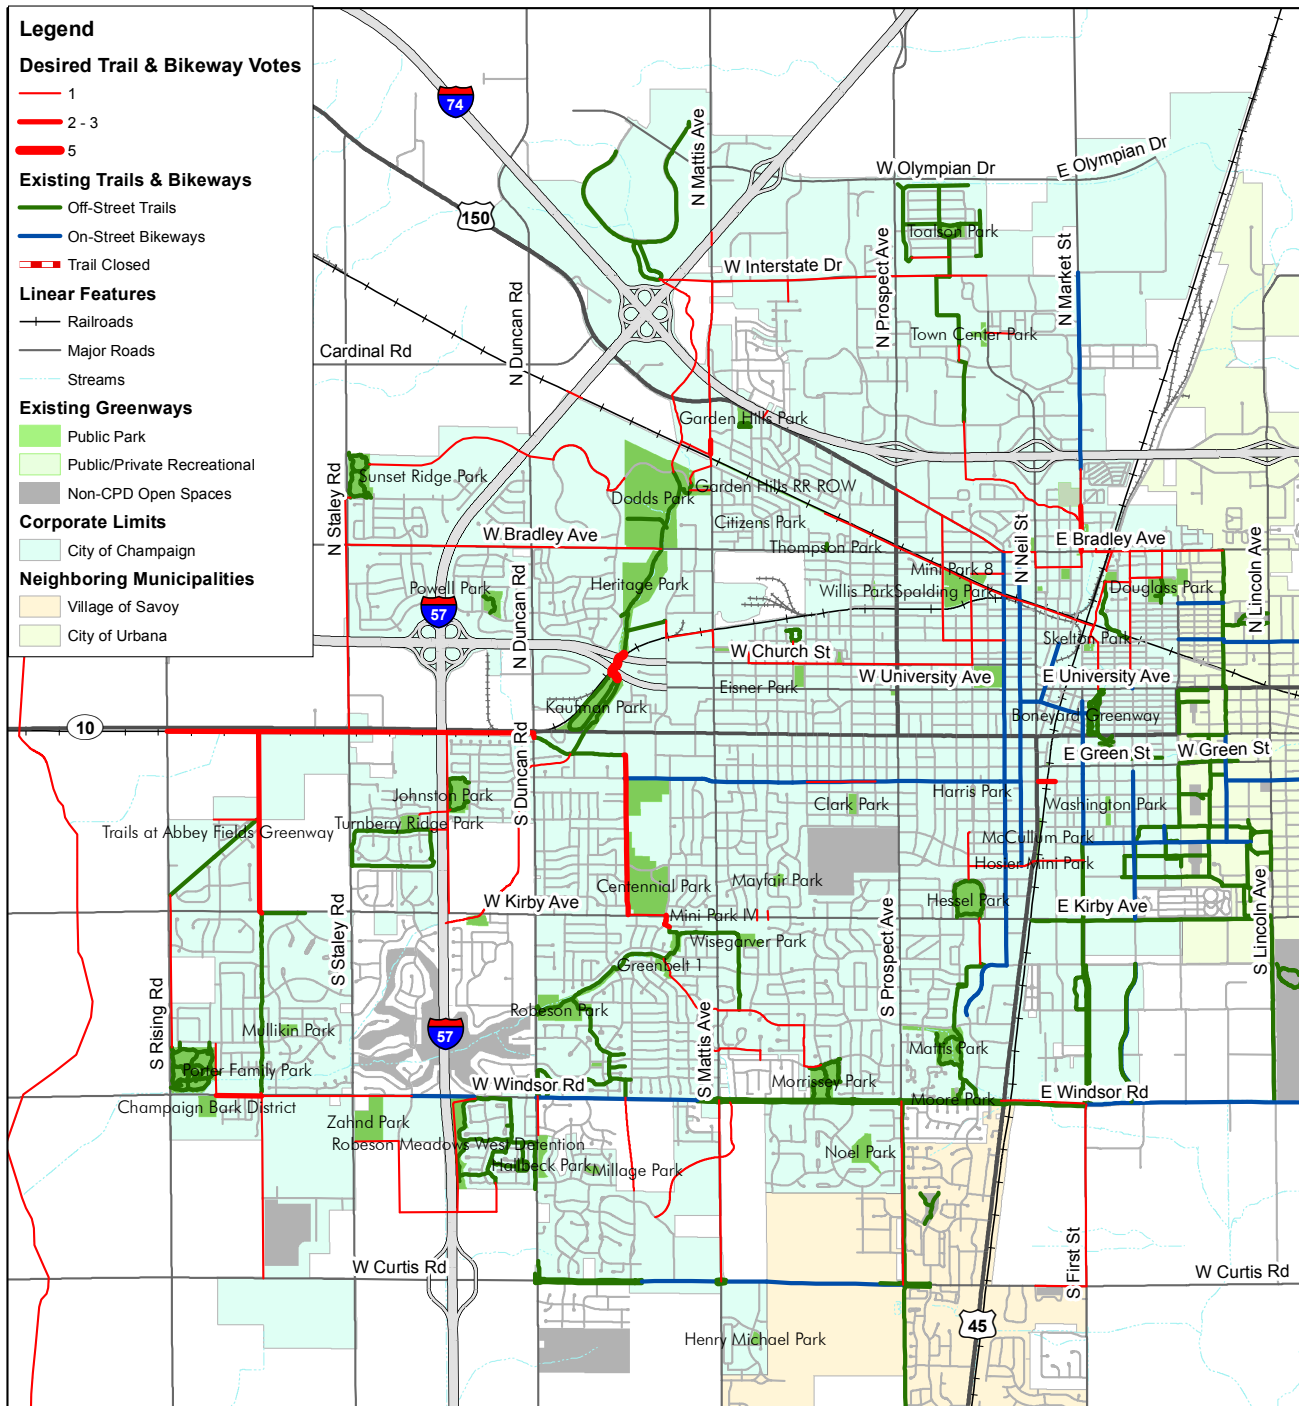 Legend
Desired Trail & Bikeway Votes
1
2 - 3
5
Existing Trails & Bikeways
Off-Street Trails
On-Street Bikeways
Trail Closed
Linear Features
Railroads
Major Roads
Streams
Existing Greenways
Public Park
Public/Private Recreational
Non-CPD Open Spaces
Corporate Limits
City of Champaign
Neighboring Municipalities
Village of Savoy
City of Urbana
74
150
N Mattis Ave
W Olympian Dr
E Olympian Dr
Toalson Park
N Prospect Ave
N Market St
W Interstate Dr
N Duncan Rd
Town Center Park
Cardinal Rd
Garden Hills Park
Sunset Ridge Park
N Staley Rd
Dodds Park
Garden Hills RR ROW
Citizens Park
W Bradley Ave
Thompson Park
N Neil St
E Bradley Ave
N Lincoln Ave
Powell Park
N Duncan Rd
Heritage Park
Mini Park 8
Willis Park
Spalding Park
Douglass Park
57
Skelton Park
W Church St
W University Ave
E University Ave
Eisner Park
Kaufman Park
Boneyard Greenway
10
S Duncan Rd
E Green St
W Green St
Johnston Park
Harris Park
Clark Park
Washington Park
Turnberry Ridge Park
Trails at Abbey Fields Greenway
McCullum Park
Hosier Mini Park
Centennial Park
Mayfair Park
W Kirby Ave
Hessel Park
E Kirby Ave
Mini Park M
S Staley Rd
Wisegarver Park
S Prospect Ave
S Lincoln Ave
Greenbelt 1
S Rising Rd
Robeson Park
Mullikin Park
57
S Mattis Ave
Mattis Park
Porter Family Park
W Windsor Rd
Morrissey Park
E Windsor Rd
Moore Park
Champaign Bark District
Zahnd Park
Robeson Meadows West Detention
Noel Park
Hallbeck Park
Millage Park
S First St
W Curtis Rd
W Curtis Rd
45
Henry Michael Park